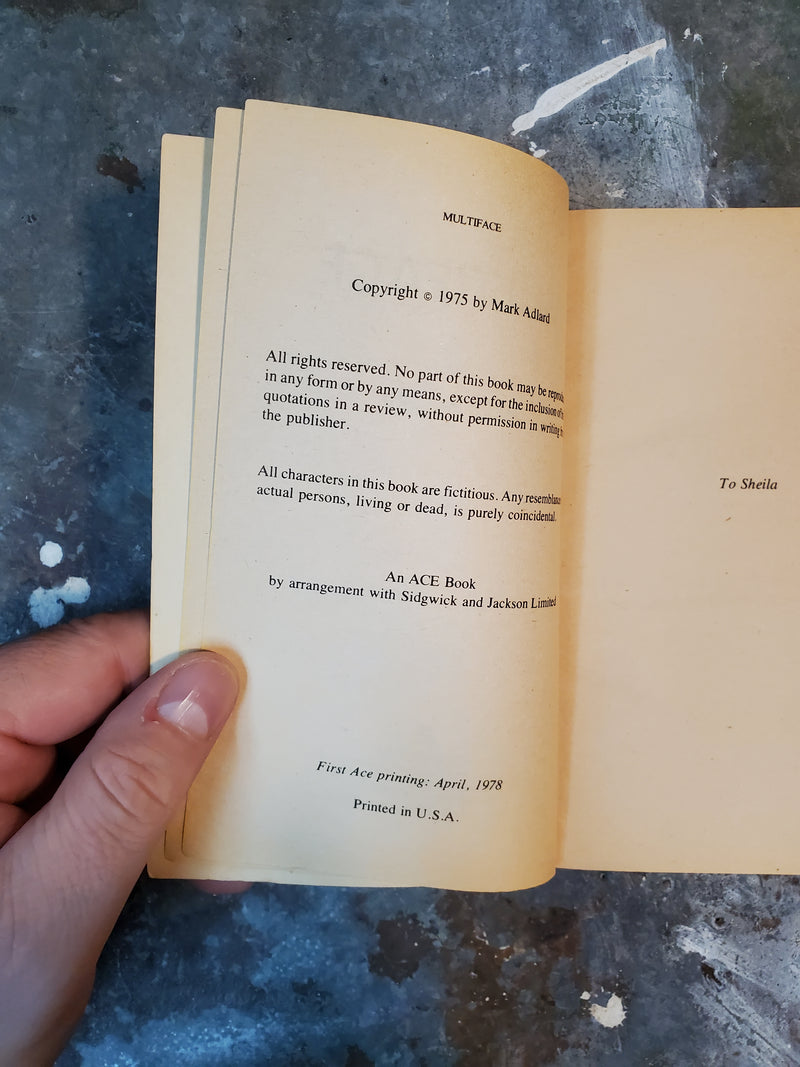 MULTIFACE
Copyright © 1975 by Mark Adlard
All rights reserved. No part of this book may be
in any form or by any means, except for the inclusion of
quotations in a review, without permission in writing
the publisher.
All characters in this book are fictitious. Any resemblance
actual persons, living or dead, is purely coincidental.
An ACE Book
by arrangement with Sidgwick and Jackson Limited
First Ace printing: April, 1978
Printed in U.S.A.
To Sheila